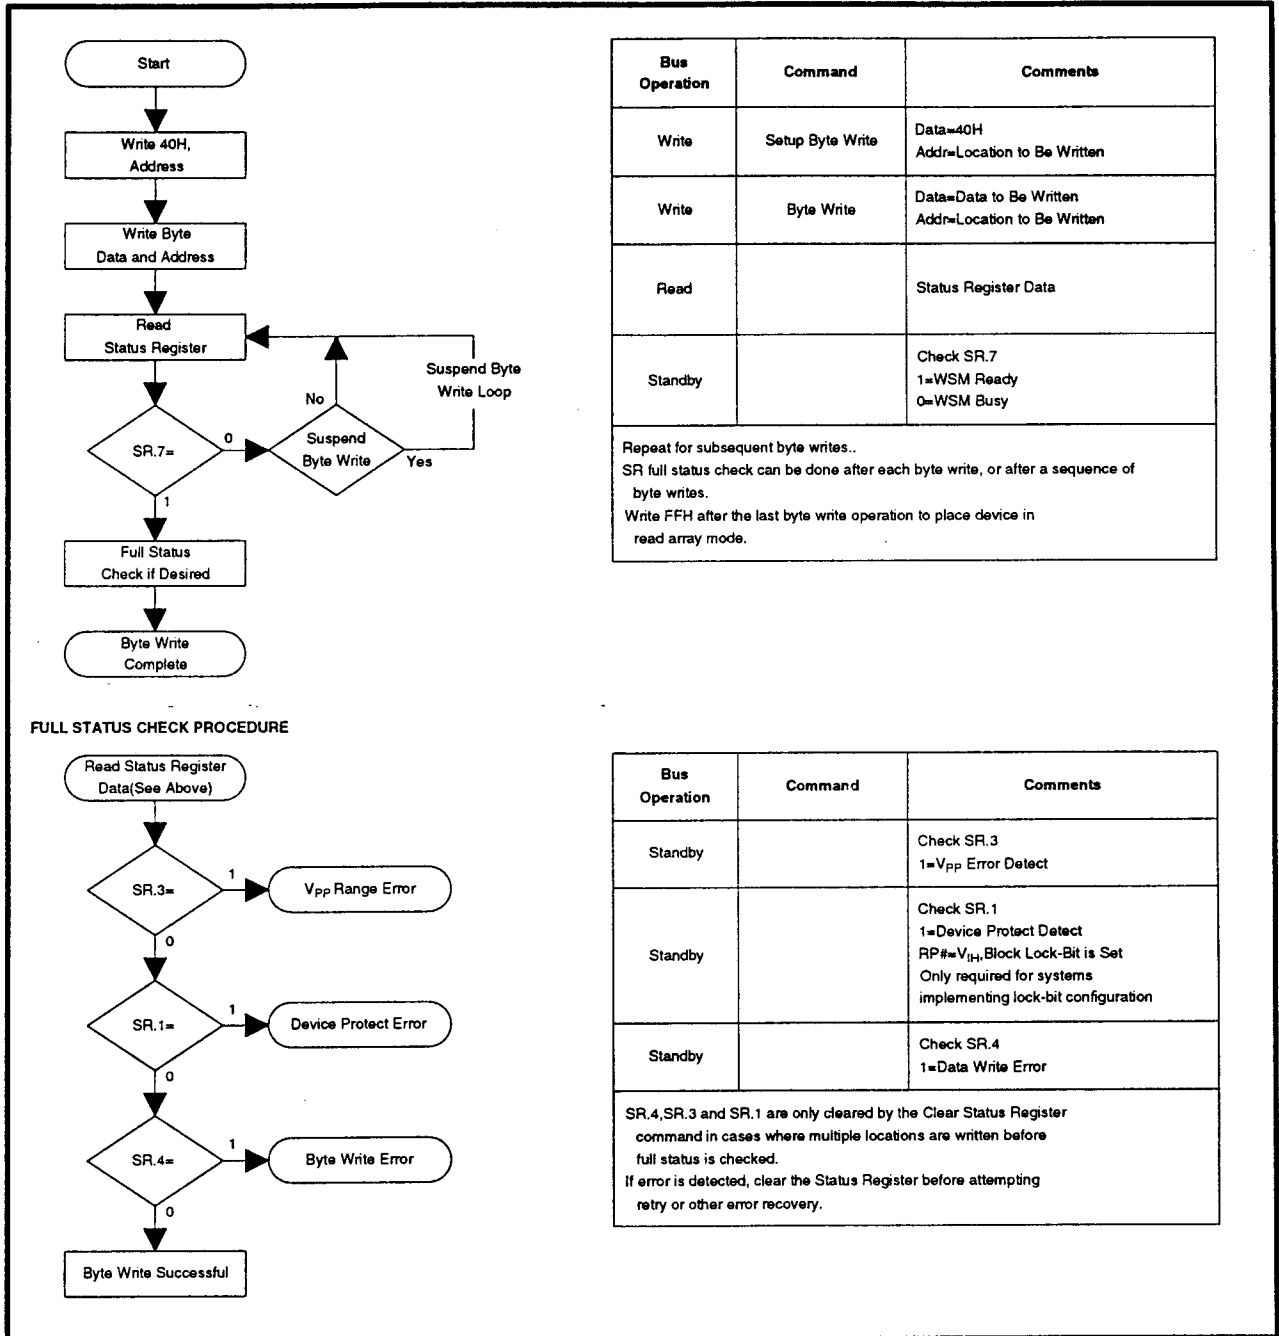 Start
Write 40H,
Address
Write Byte
Data and Address
Read
Status Register
Suspend Byte
Write Loop
No
SR.7=
0
Suspend
Byte Write
Yes
1
Full Status
Check if Desired
Byte Write
Complete
Bus
Operation
Command
Comments
Write
Setup Byte Write
Data=40H
Addr=Location to Be Written
Write
Byte Write
Data=Data to Be Written
Addr=Location to Be Written
Read
Status Register Data
Standby
Check SR.7
1=WSM Ready
0=WSM Busy
Repeat for subsequent byte writes..
SR full status check can be done after each byte write, or after a sequence of
byte writes.
Write FFH after the last byte write operation to place device in
read array mode.
FULL STATUS CHECK PROCEDURE
Read Status Register
Data(See Above)
SR.3=
1
VPP Range Error
0
SR.1=
1
Device Protect Error
0
SR.4=
1
Byte Write Error
0
Byte Write Successful
Bus
Operation
Command
Comments
Standby
Check SR.3
1=VPP Error Detect
Standby
Check SR.1
1=Device Protect Detect
RP#=VIH,Block Lock-Bit is Set
Only required for systems
implementing lock-bit configuration
Standby
Check SR.4
1=Data Write Error
SR.4,SR.3 and SR.1 are only cleared by the Clear Status Register
command in cases where multiple locations are written before
full status is checked.
If error is detected, clear the Status Register before attempting
retry or other error recovery.